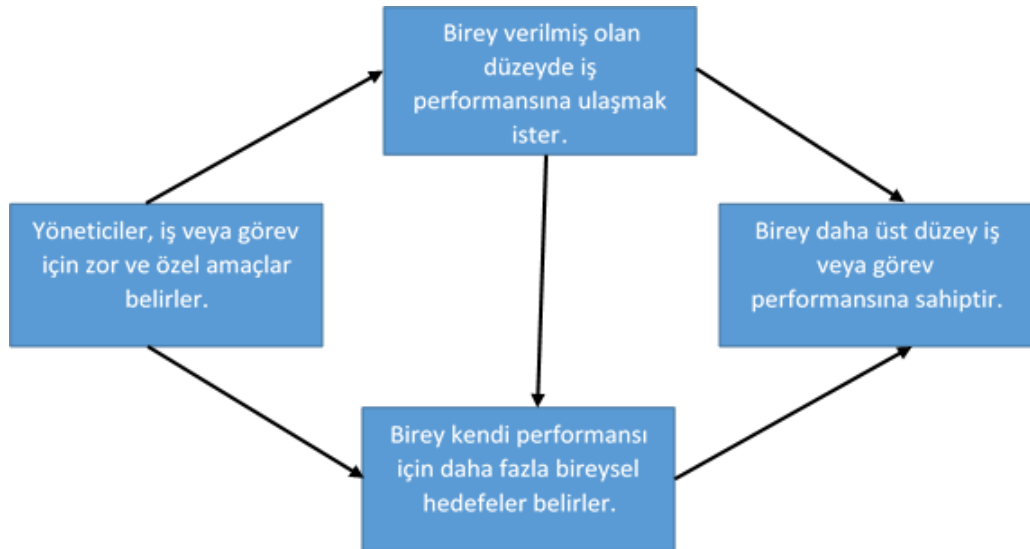 Birey verilmiş olan
düzeyde iş
performansına ulaşmak
ister.
Yöneticiler, iş veya görev
için zor ve özel amaçlar
belirler.
Birey daha üst düzey iş
veya görev
performansına sahiptir.
Birey kendi performansı
için daha fazla bireysel
hedefeler belirler.